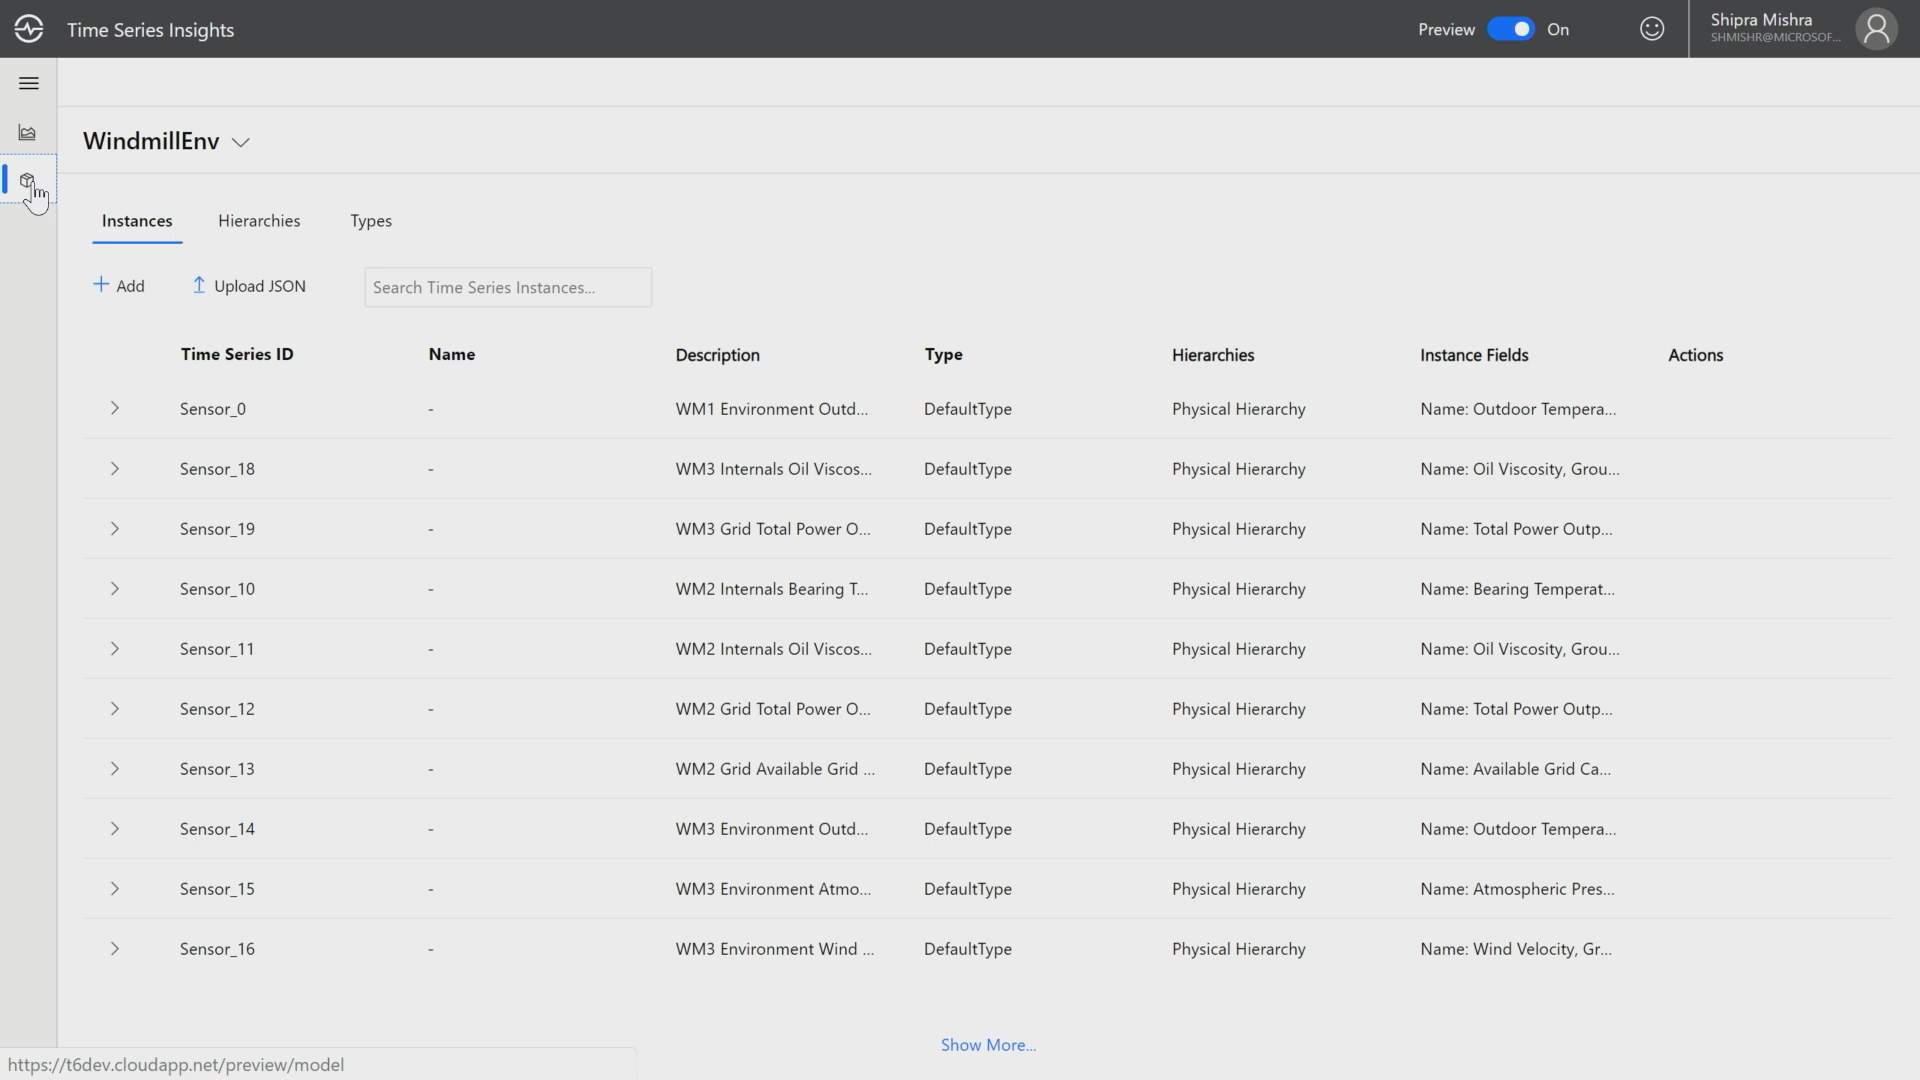 Time Series Insights
Preview On
Shipra Mishra
SHMISHR@MICROSOF...
WindmillEnv
Instances Hierarchies Types
Add Upload JSON Search Time Series Instances...
Time Series ID Name Description Type Hierarchies Instance Fields Actions
Sensor_0 - WM1 Environment Outd... DefaultType Physical Hierarchy Name: Outdoor Tempera...
Sensor_18 - WM3 Internals Oil Viscos... DefaultType Physical Hierarchy Name: Oil Viscosity, Grou...
Sensor_19 - WM3 Grid Total Power O... DefaultType Physical Hierarchy Name: Total Power Outp...
Sensor_10 - WM2 Internals Bearing T... DefaultType Physical Hierarchy Name: Bearing Temperat...
Sensor_11 - WM2 Internals Oil Viscos... DefaultType Physical Hierarchy Name: Oil Viscosity, Grou...
Sensor_12 - WM2 Grid Total Power O... DefaultType Physical Hierarchy Name: Total Power Outp...
Sensor_13 - WM2 Grid Available Grid ... DefaultType Physical Hierarchy Name: Available Grid Ca...
Sensor_14 - WM3 Environment Outd... DefaultType Physical Hierarchy Name: Outdoor Tempera...
Sensor_15 - WM3 Environment Atmo... DefaultType Physical Hierarchy Name: Atmospheric Pres...
Sensor_16 - WM3 Environment Wind ... DefaultType Physical Hierarchy Name: Wind Velocity, Gr...
Show More...
https://t6dev.cloudapp.net/preview/model